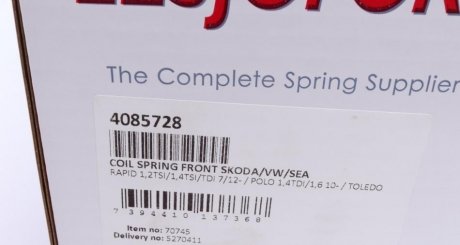 The Complete Spring Supplier
4085728
COIL SPRING FRONT SKODA/VW/SEA
RAPID 1,2TSI/1,4TSI/TDI 7/12- / POLO 1,4TDI/1,6 10- / TOLEDO
7 394410 137368
Item no: 70745
Delivery no: 5270411